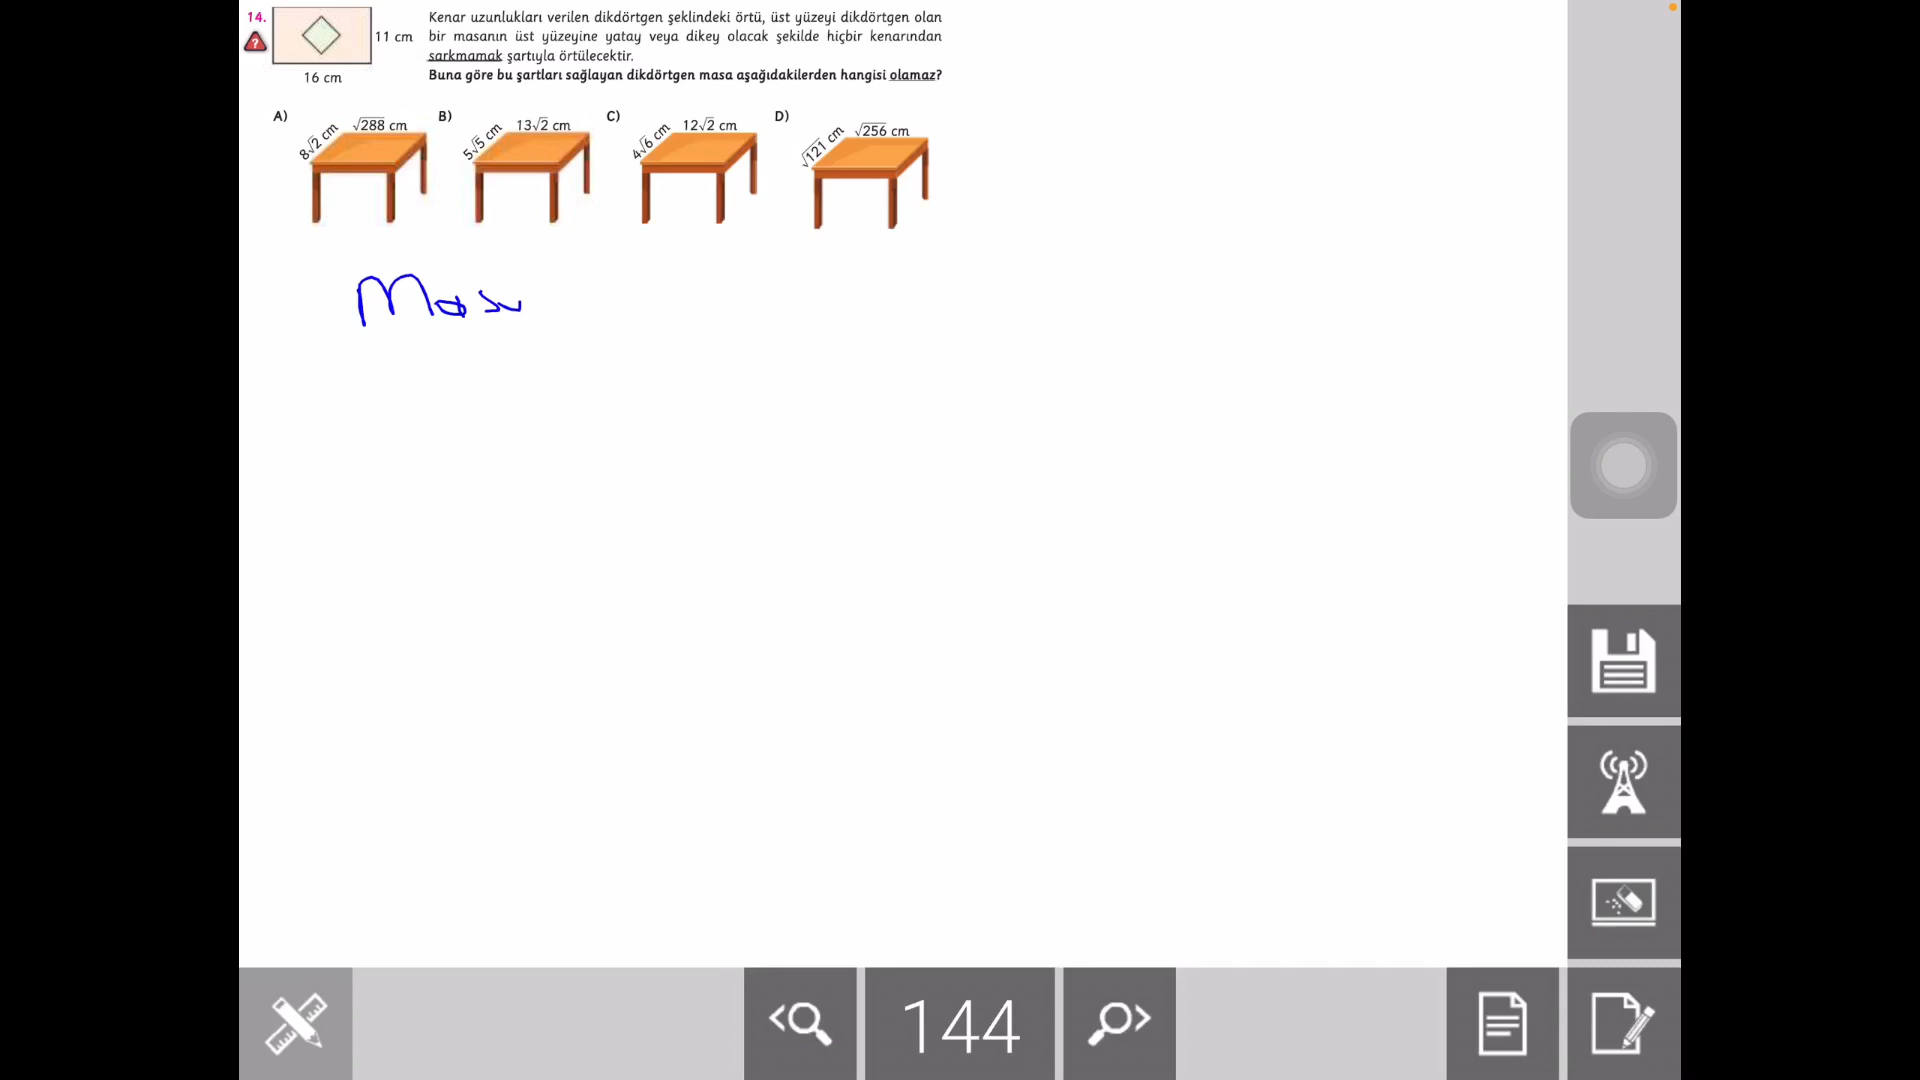 14.
?
11 cm
16 cm
Kenar uzunlukları verilen dikdörtgen şeklindeki örtü, üst yüzeyi dikdörtgen olan
bir masanın üst yüzeyine yatay veya dikey olacak şekilde hiçbir kenarından
sarkmamak şartıyla örtülecektir.
Buna göre bu şartları sağlayan dikdörtgen masa aşağıdakilerden hangisi olamaz?
A) 8√2 cm √288 cm
B) 5√5 cm 13√2 cm
C) 4√6 cm 12√2 cm
D) √121 cm √256 cm
144